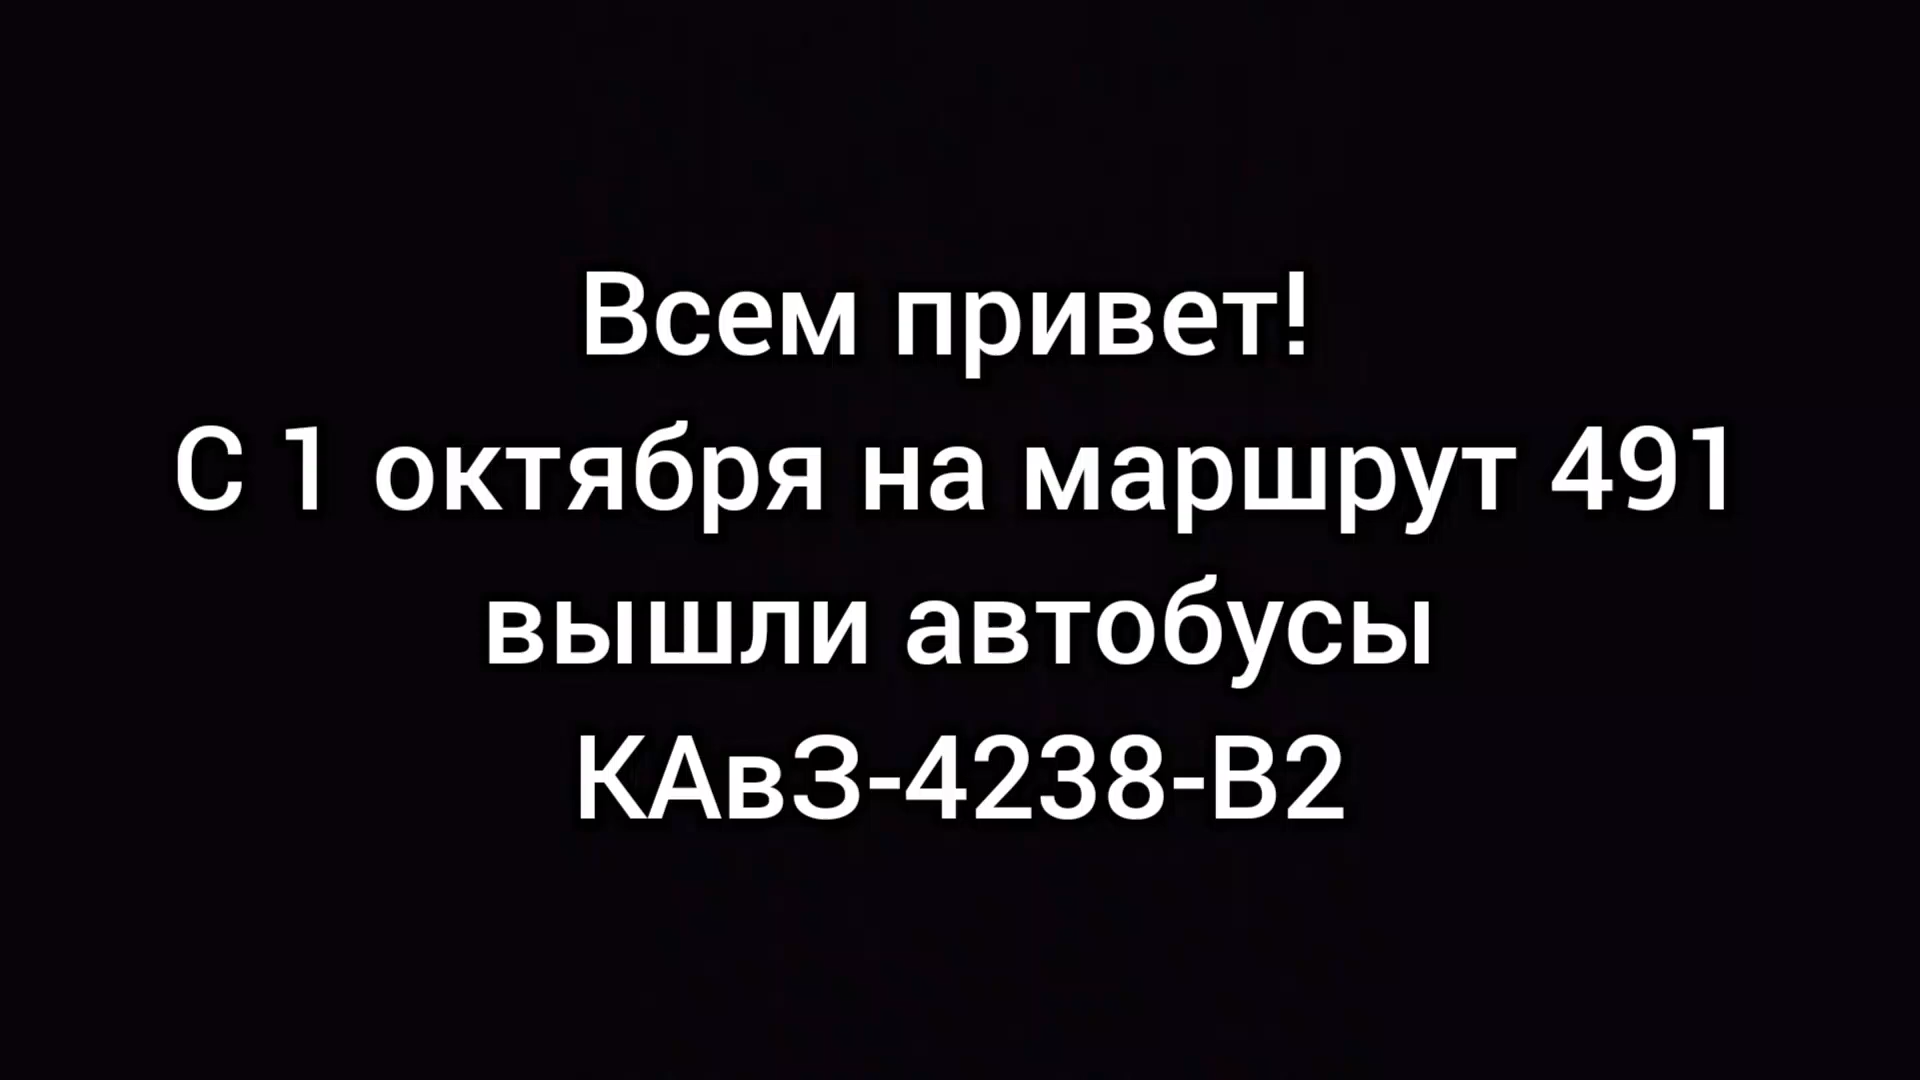 Всем привет!
С 1 октября на маршрут 491
вышли автобусы
КАвЗ-4238-В2